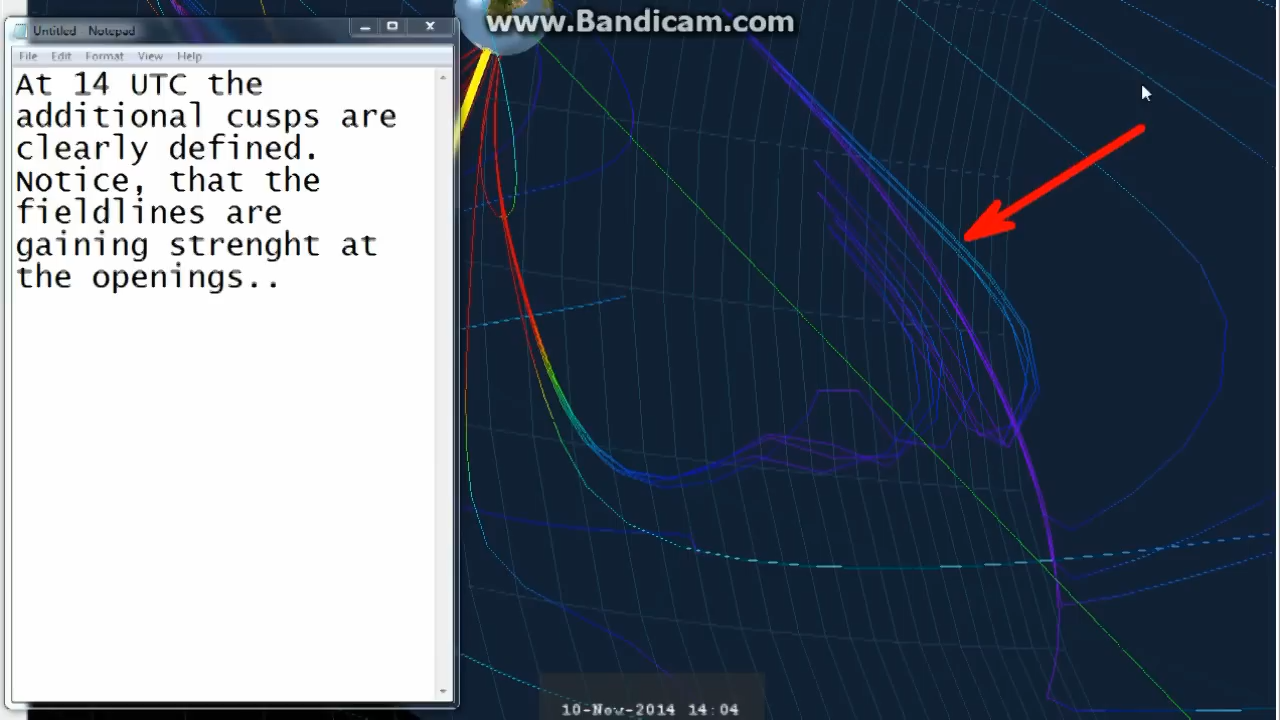 www.Bandicam.com
Untitled Notepad
File Edit Format View Help
At 14 UTC the
additional cusps are
clearly defined.
Notice, that the
fieldlines are
gaining strenght at
the openings..
10-Nov-2014 14:04